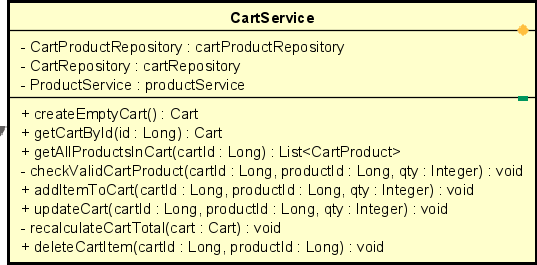 CartService
- CartProductRepository : cartProductRepository
- CartRepository : cartRepository
- ProductService : productService
+ createEmptyCart() : Cart
+ getCartById(id : Long) : Cart
+ getAllProductsInCart(cartId : Long) : List<CartProduct>
- checkValidCartProduct(cartId : Long, productId : Long, qty : Integer) : void
+ addItemToCart(cartId : Long, productId : Long, qty : Integer) : void
+ updateCart(cartId : Long, productId : Long, qty : Integer) : void
- recalculateCartTotal(cart : Cart) : void
+ deleteCartItem(cartId : Long, productId : Long) : void